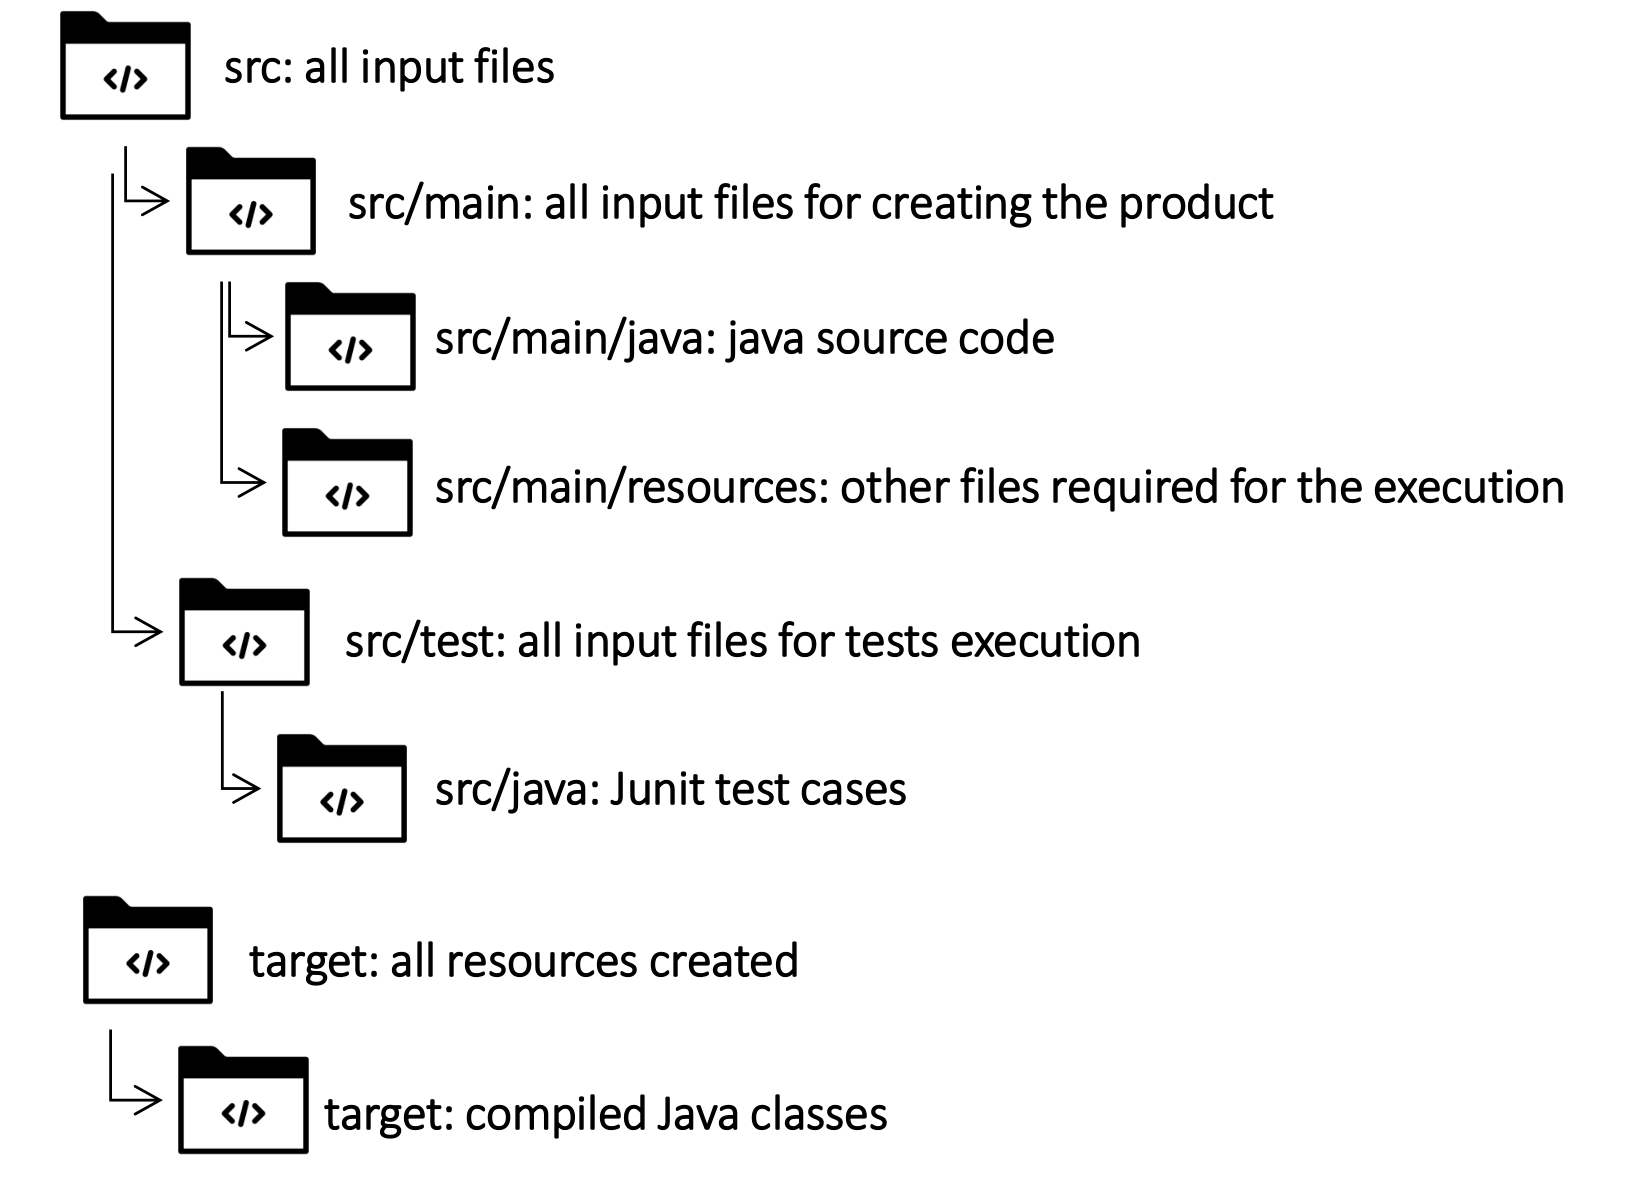 </> src: all input files
</> src/main: all input files for creating the product
</> src/main/java: java source code
</> src/main/resources: other files required for the execution
</> src/test: all input files for tests execution
</> src/java: Junit test cases
</> target: all resources created
</> target: compiled Java classes